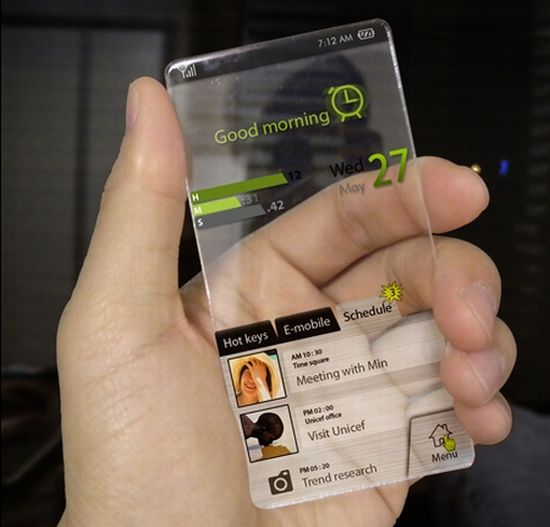 7:12 AM
Good morning
Wed 27
May
H 12
M .31
S .42
Hot keys E-mobile Schedule 3
AM 10:30
Time square
Meeting with Min
PM 02:00
Unicef office
Visit Unicef
PM 05:20
Trend research
Menu